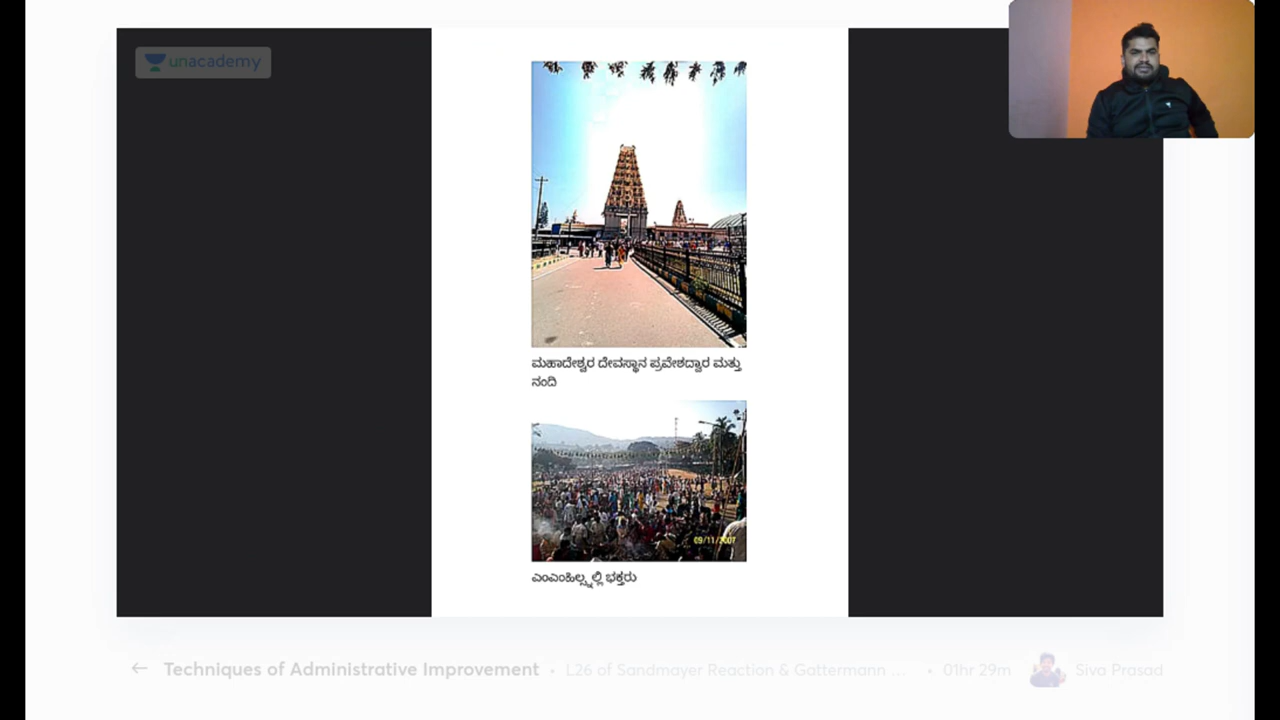 unacademy
ಮಹಾದೇಶ್ವರ ದೇವಸ್ಥಾನ ಪ್ರವೇಶದ್ವಾರ ಮತ್ತು
ನಂದಿ
09/11/2007
ಎಂಎಂಹಿಲ್ಸ್ನಲ್ಲಿ ಭಕ್ತರು
← Techniques of Administrative Improvement • L26 of Sandmayer Reaction & Gattermann ... • 01hr 29m Siva Prasad